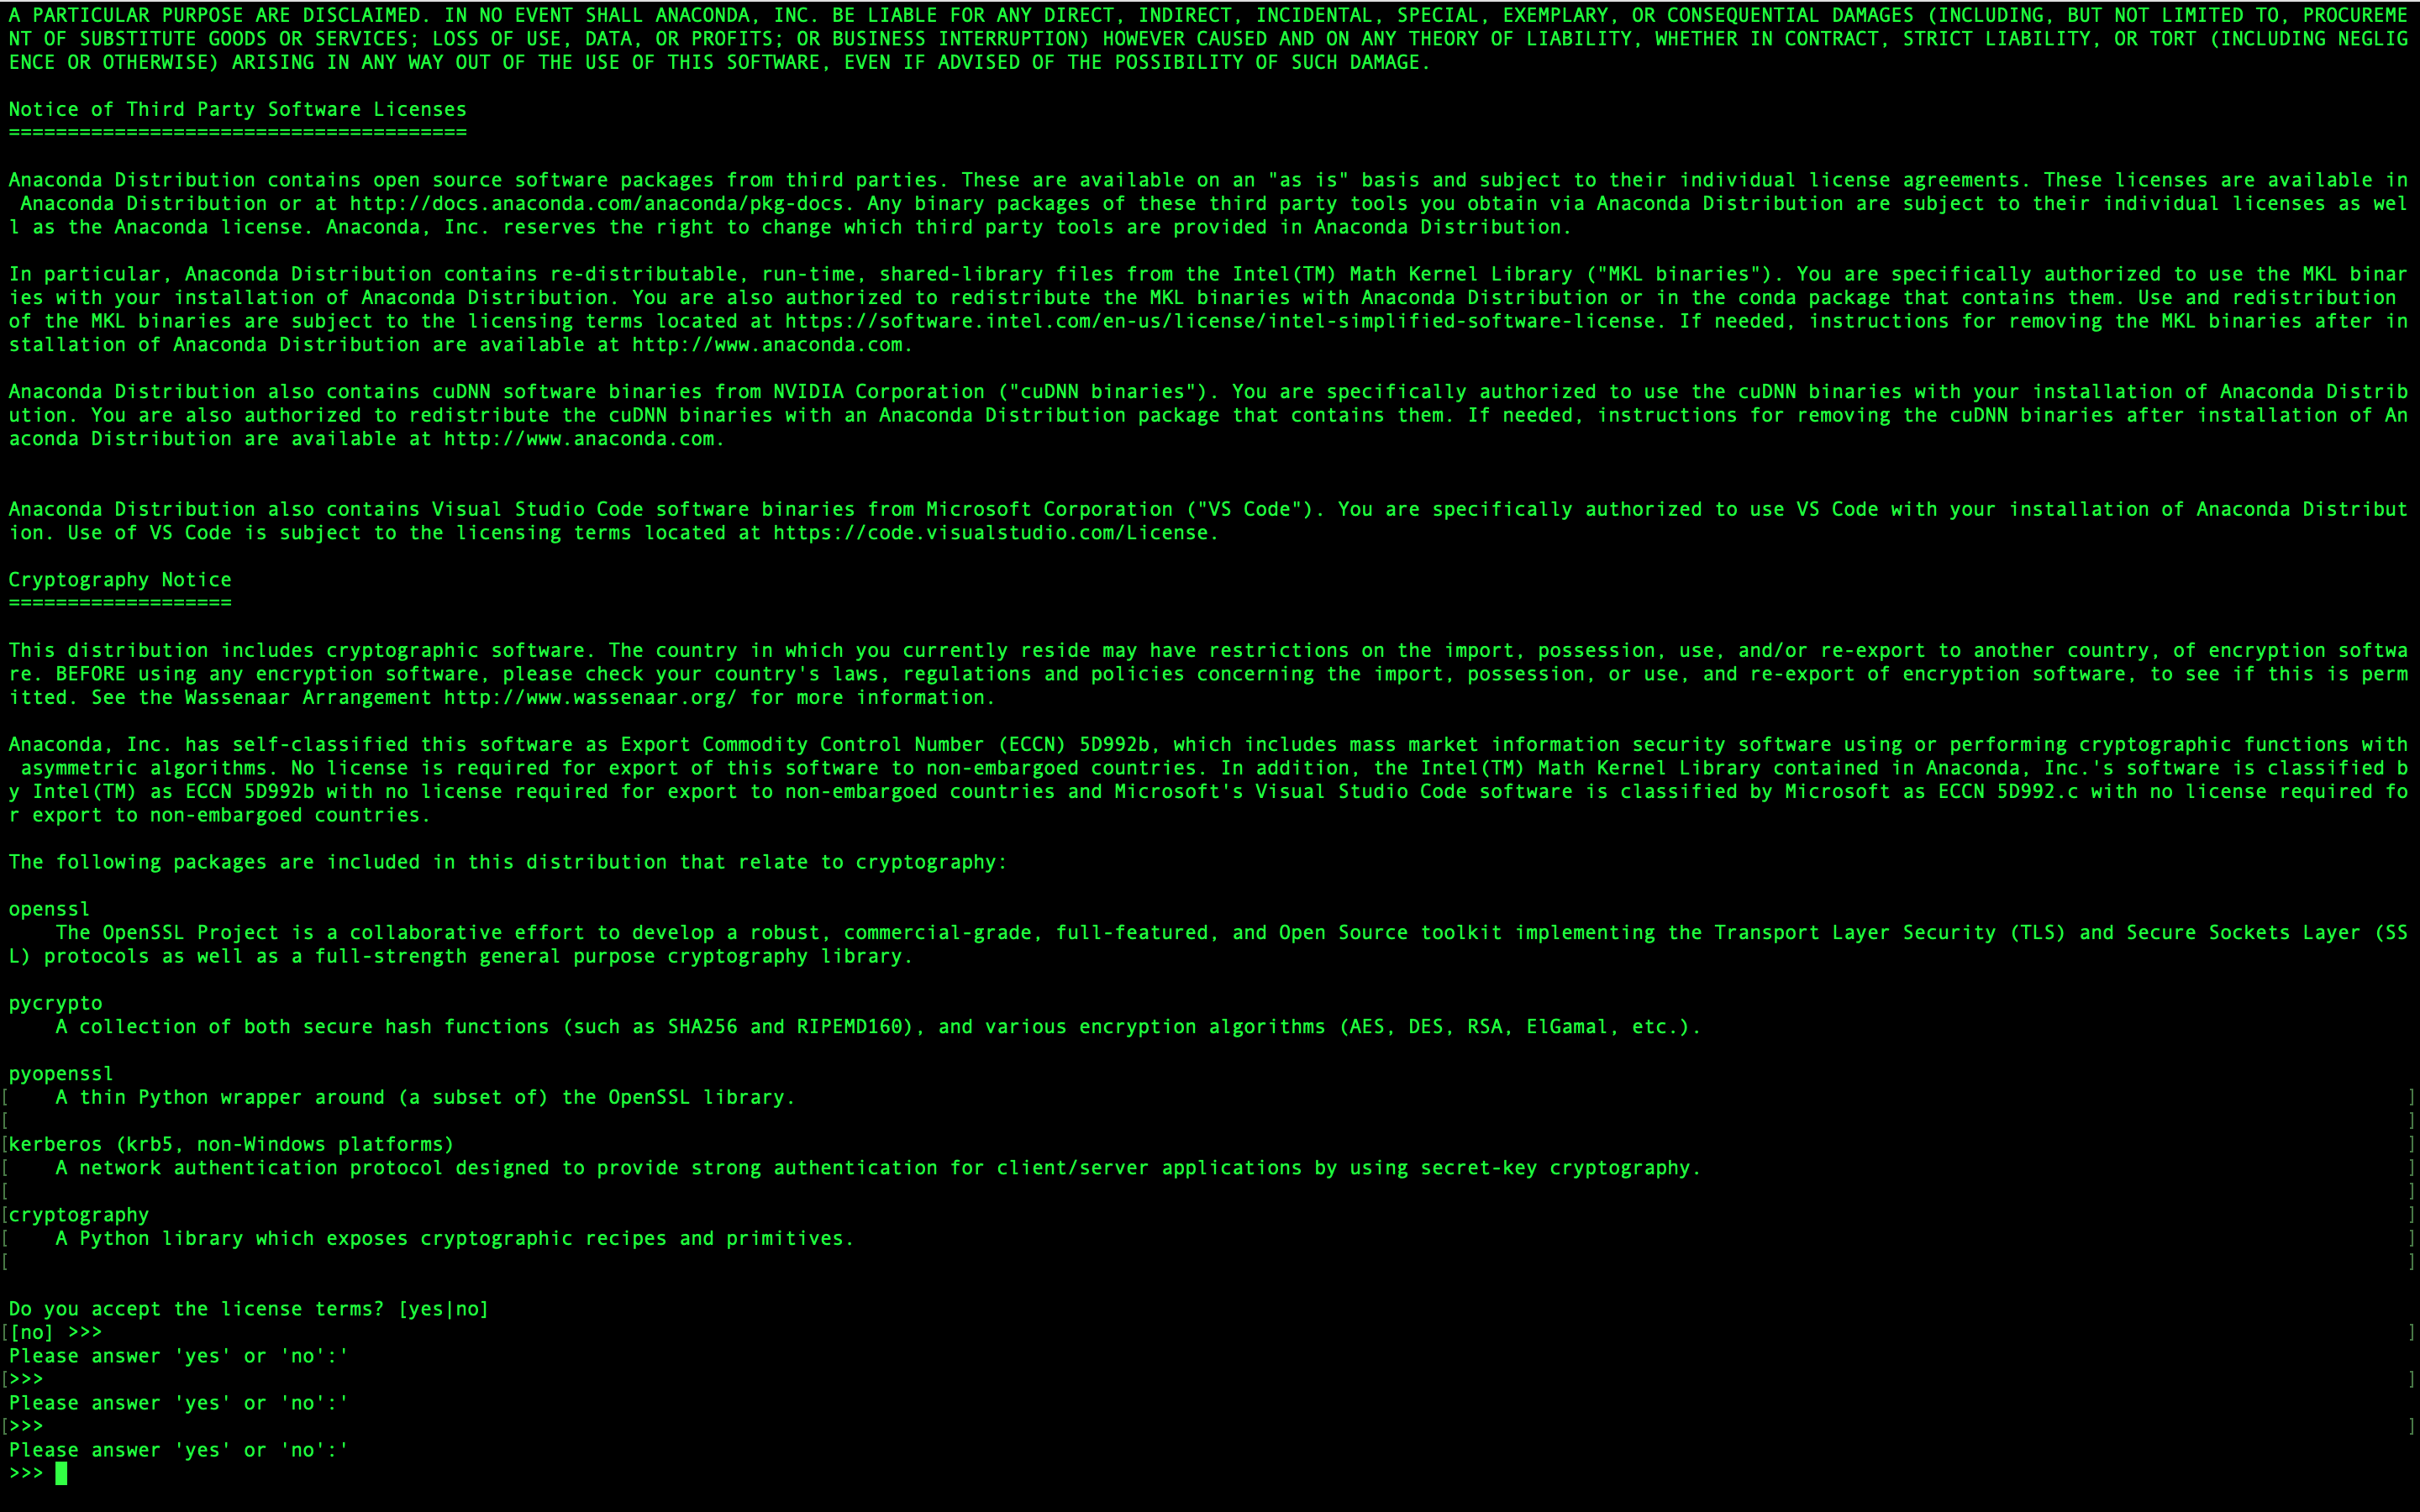 A PARTICULAR PURPOSE ARE DISCLAIMED. IN NO EVENT SHALL ANACONDA, INC. BE LIABLE FOR ANY DIRECT, INDIRECT, INCIDENTAL, SPECIAL, EXEMPLARY, OR CONSEQUENTIAL DAMAGES (INCLUDING, BUT NOT LIMITED TO, PROCUREME
NT OF SUBSTITUTE GOODS OR SERVICES; LOSS OF USE, DATA, OR PROFITS; OR BUSINESS INTERRUPTION) HOWEVER CAUSED AND ON ANY THEORY OF LIABILITY, WHETHER IN CONTRACT, STRICT LIABILITY, OR TORT (INCLUDING NEGLIG
ENCE OR OTHERWISE) ARISING IN ANY WAY OUT OF THE USE OF THIS SOFTWARE, EVEN IF ADVISED OF THE POSSIBILITY OF SUCH DAMAGE.

Notice of Third Party Software Licenses
=======================================

Anaconda Distribution contains open source software packages from third parties. These are available on an "as is" basis and subject to their individual license agreements. These licenses are available in
 Anaconda Distribution or at http://docs.anaconda.com/anaconda/pkg-docs. Any binary packages of these third party tools you obtain via Anaconda Distribution are subject to their individual licenses as wel
l as the Anaconda license. Anaconda, Inc. reserves the right to change which third party tools are provided in Anaconda Distribution.

In particular, Anaconda Distribution contains re-distributable, run-time, shared-library files from the Intel(TM) Math Kernel Library ("MKL binaries"). You are specifically authorized to use the MKL binar
ies with your installation of Anaconda Distribution. You are also authorized to redistribute the MKL binaries with Anaconda Distribution or in the conda package that contains them. Use and redistribution
of the MKL binaries are subject to the licensing terms located at https://software.intel.com/en-us/license/intel-simplified-software-license. If needed, instructions for removing the MKL binaries after in
stallation of Anaconda Distribution are available at http://www.anaconda.com.

Anaconda Distribution also contains cuDNN software binaries from NVIDIA Corporation ("cuDNN binaries"). You are specifically authorized to use the cuDNN binaries with your installation of Anaconda Distrib
ution. You are also authorized to redistribute the cuDNN binaries with an Anaconda Distribution package that contains them. If needed, instructions for removing the cuDNN binaries after installation of An
aconda Distribution are available at http://www.anaconda.com.

Anaconda Distribution also contains Visual Studio Code software binaries from Microsoft Corporation ("VS Code"). You are specifically authorized to use VS Code with your installation of Anaconda Distribut
ion. Use of VS Code is subject to the licensing terms located at https://code.visualstudio.com/License.

Cryptography Notice
===================

This distribution includes cryptographic software. The country in which you currently reside may have restrictions on the import, possession, use, and/or re-export to another country, of encryption softwa
re. BEFORE using any encryption software, please check your country's laws, regulations and policies concerning the import, possession, or use, and re-export of encryption software, to see if this is perm
itted. See the Wassenaar Arrangement http://www.wassenaar.org/ for more information.

Anaconda, Inc. has self-classified this software as Export Commodity Control Number (ECCN) 5D992b, which includes mass market information security software using or performing cryptographic functions with
 asymmetric algorithms. No license is required for export of this software to non-embargoed countries. In addition, the Intel(TM) Math Kernel Library contained in Anaconda, Inc.'s software is classified b
y Intel(TM) as ECCN 5D992b with no license required for export to non-embargoed countries and Microsoft's Visual Studio Code software is classified by Microsoft as ECCN 5D992.c with no license required fo
r export to non-embargoed countries.

The following packages are included in this distribution that relate to cryptography:

openssl
    The OpenSSL Project is a collaborative effort to develop a robust, commercial-grade, full-featured, and Open Source toolkit implementing the Transport Layer Security (TLS) and Secure Sockets Layer (SS
L) protocols as well as a full-strength general purpose cryptography library.

pycrypto
    A collection of both secure hash functions (such as SHA256 and RIPEMD160), and various encryption algorithms (AES, DES, RSA, ElGamal, etc.).

pyopenssl
[    A thin Python wrapper around (a subset of) the OpenSSL library. ]
[ ]
[kerberos (krb5, non-Windows platforms) ]
[    A network authentication protocol designed to provide strong authentication for client/server applications by using secret-key cryptography. ]
[ ]
[cryptography ]
[    A Python library which exposes cryptographic recipes and primitives. ]
[ ]

Do you accept the license terms? [yes|no]
[[no] >>> ]
Please answer 'yes' or 'no':'
[>>> ]
Please answer 'yes' or 'no':'
[>>> ]
Please answer 'yes' or 'no':'
>>>